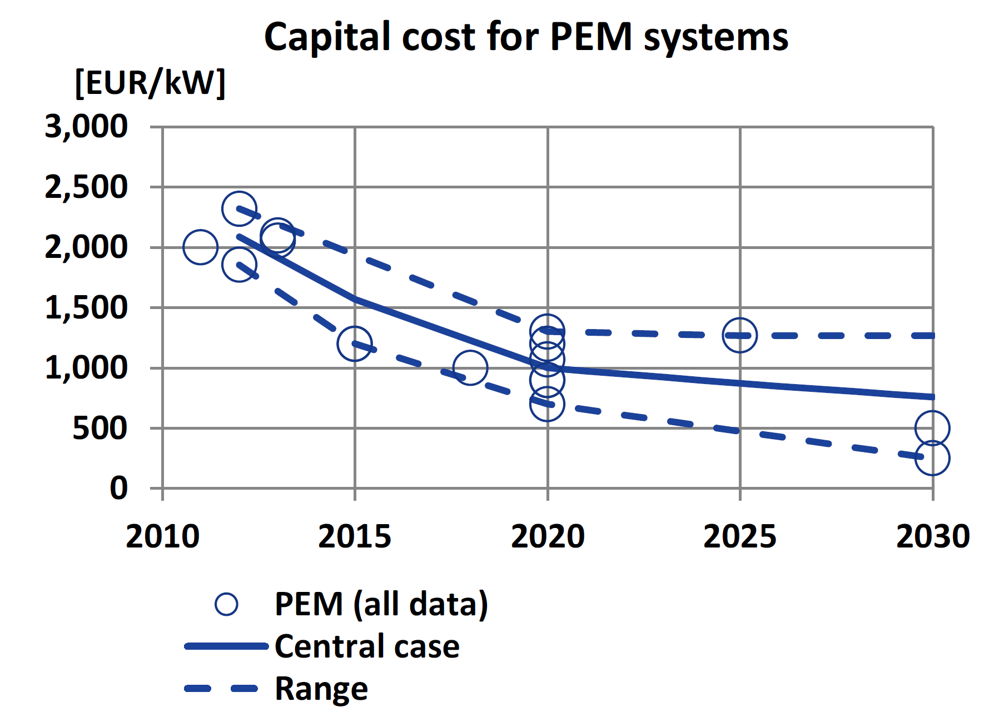 Capital cost for PEM systems
[EUR/kW]
3,000
2,500
2,000
1,500
1,000
500
0
2010 2015 2020 2025 2030
PEM (all data)
Central case
Range